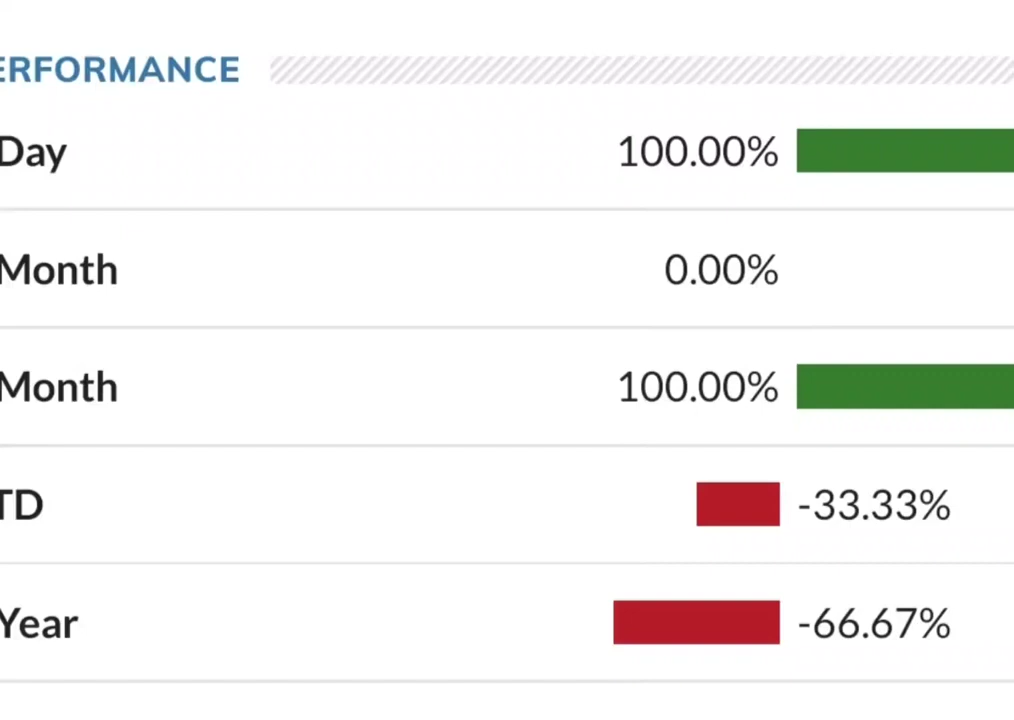 ERFORMANCE
Day 100.00%
Month 0.00%
Month 100.00%
TD -33.33%
Year -66.67%